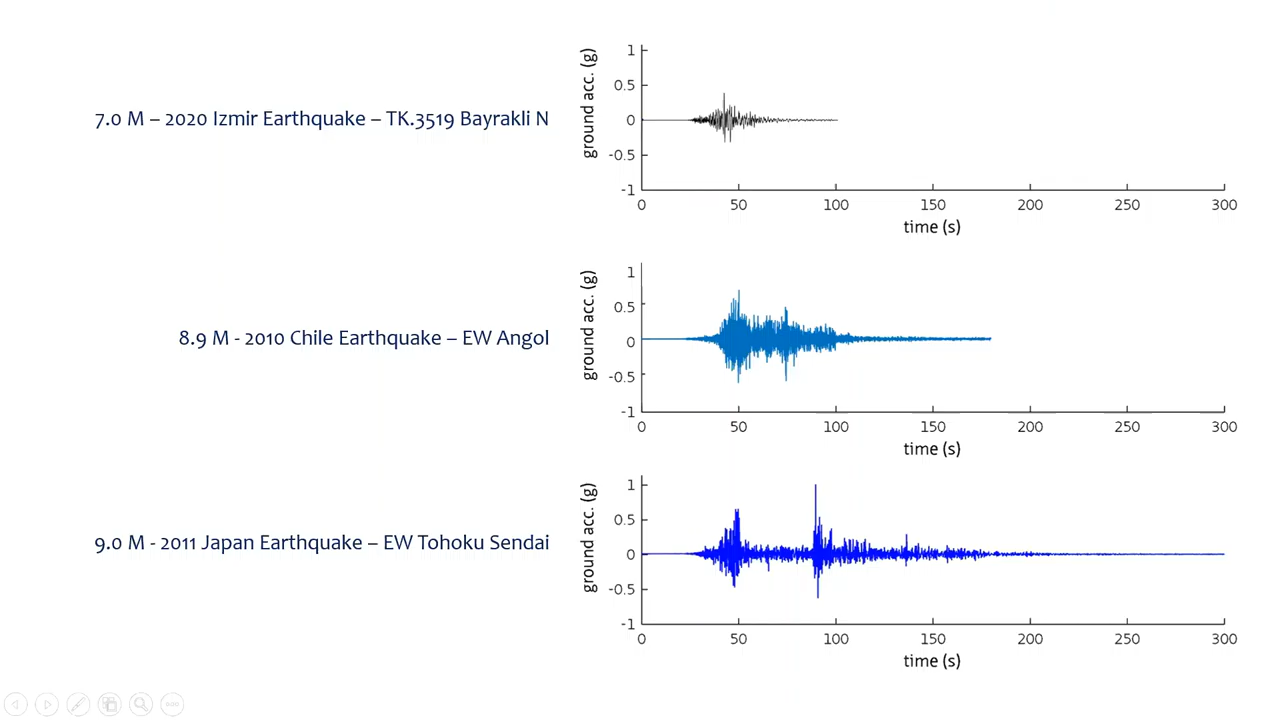 7.0 M – 2020 Izmir Earthquake – TK.3519 Bayrakli N
ground acc. (g)
1
0.5
0
-0.5
-1
0 50 100 150 200 250 300
time (s)
8.9 M - 2010 Chile Earthquake – EW Angol
ground acc. (g)
1
0.5
0
-0.5
-1
0 50 100 150 200 250 300
time (s)
9.0 M - 2011 Japan Earthquake – EW Tohoku Sendai
ground acc. (g)
1
0.5
0
-0.5
-1
0 50 100 150 200 250 300
time (s)